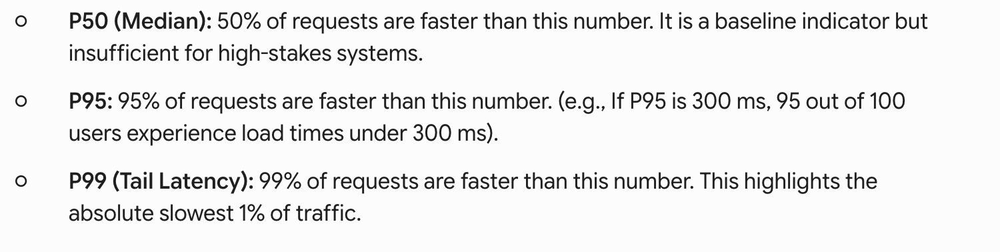 P50 (Median): 50% of requests are faster than this number. It is a baseline indicator but
insufficient for high-stakes systems.
P95: 95% of requests are faster than this number. (e.g., If P95 is 300 ms, 95 out of 100
users experience load times under 300 ms).
P99 (Tail Latency): 99% of requests are faster than this number. This highlights the
absolute slowest 1% of traffic.